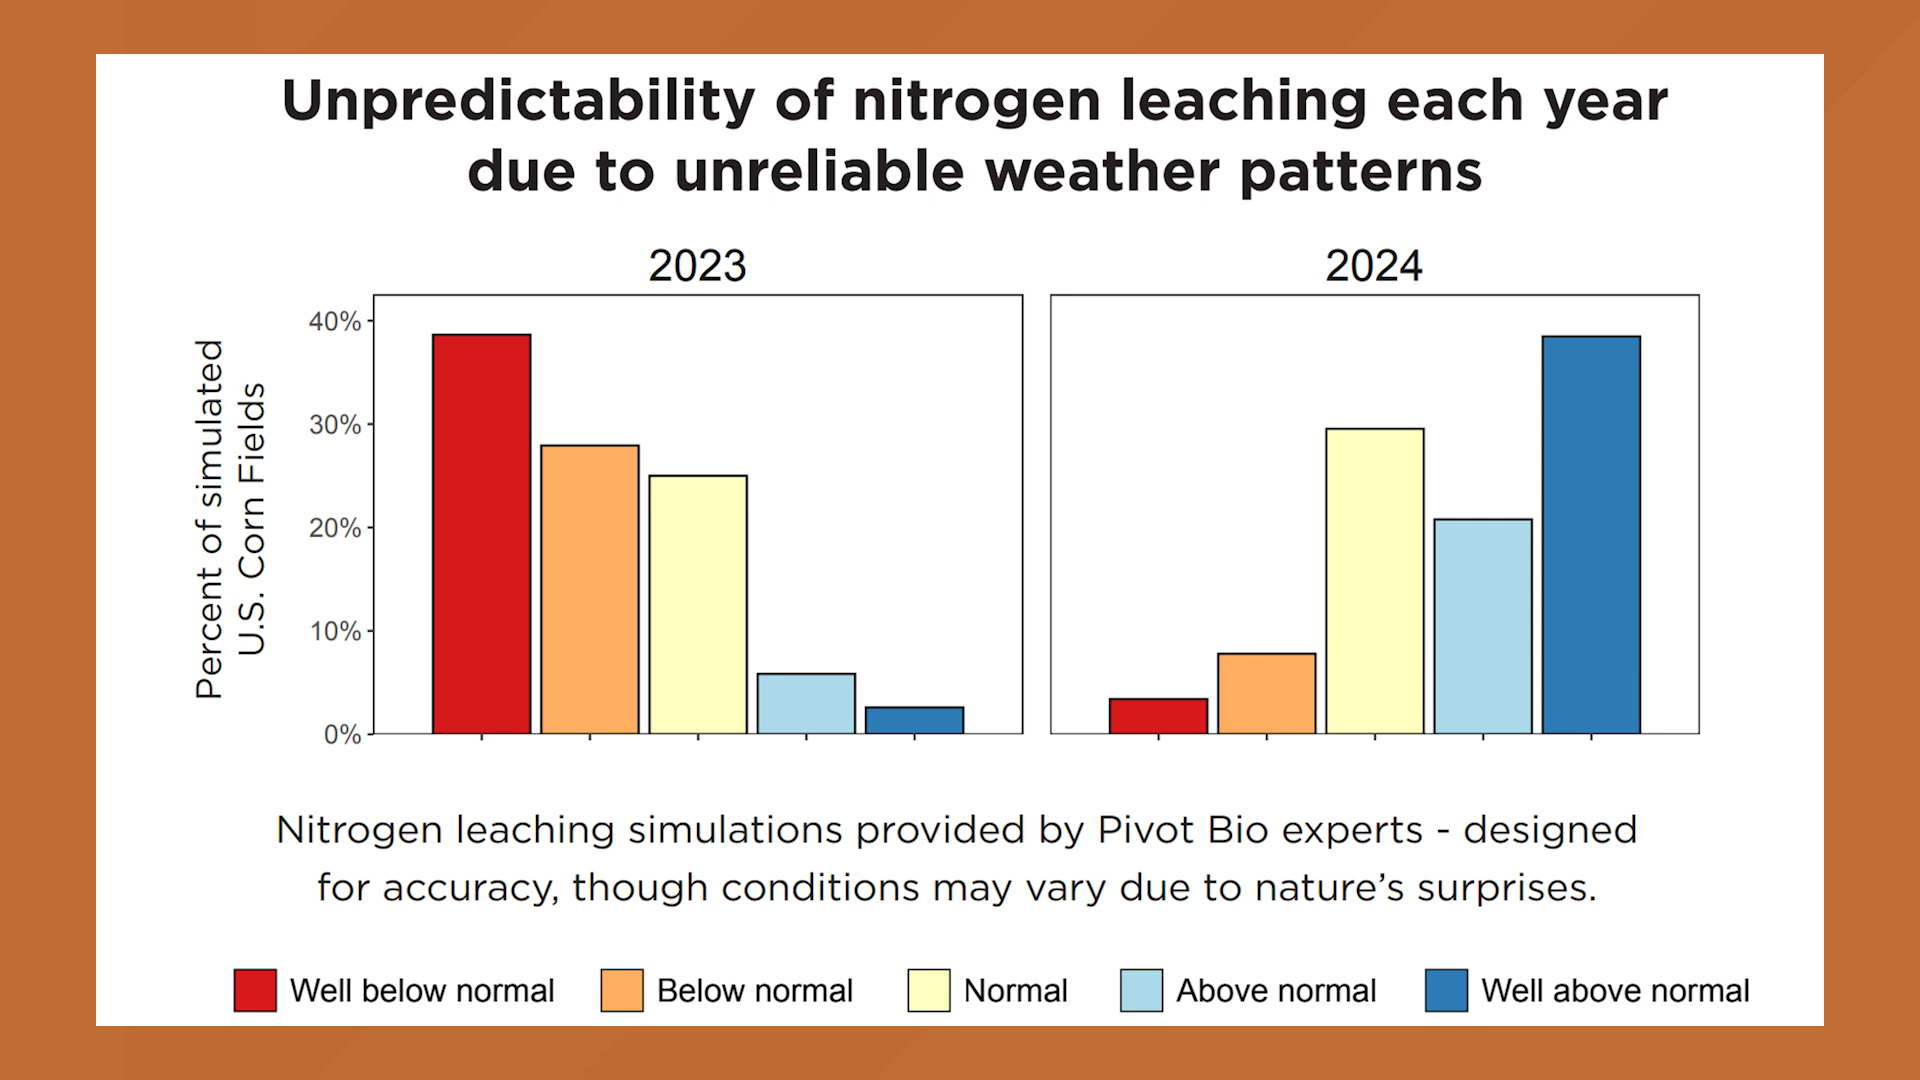 Unpredictability of nitrogen leaching each year
due to unreliable weather patterns
2023
2024
Percent of simulated
U.S. Corn Fields
40%
30%
20%
10%
0%
Nitrogen leaching simulations provided by Pivot Bio experts - designed
for accuracy, though conditions may vary due to nature’s surprises.
Well below normal
Below normal
Normal
Above normal
Well above normal